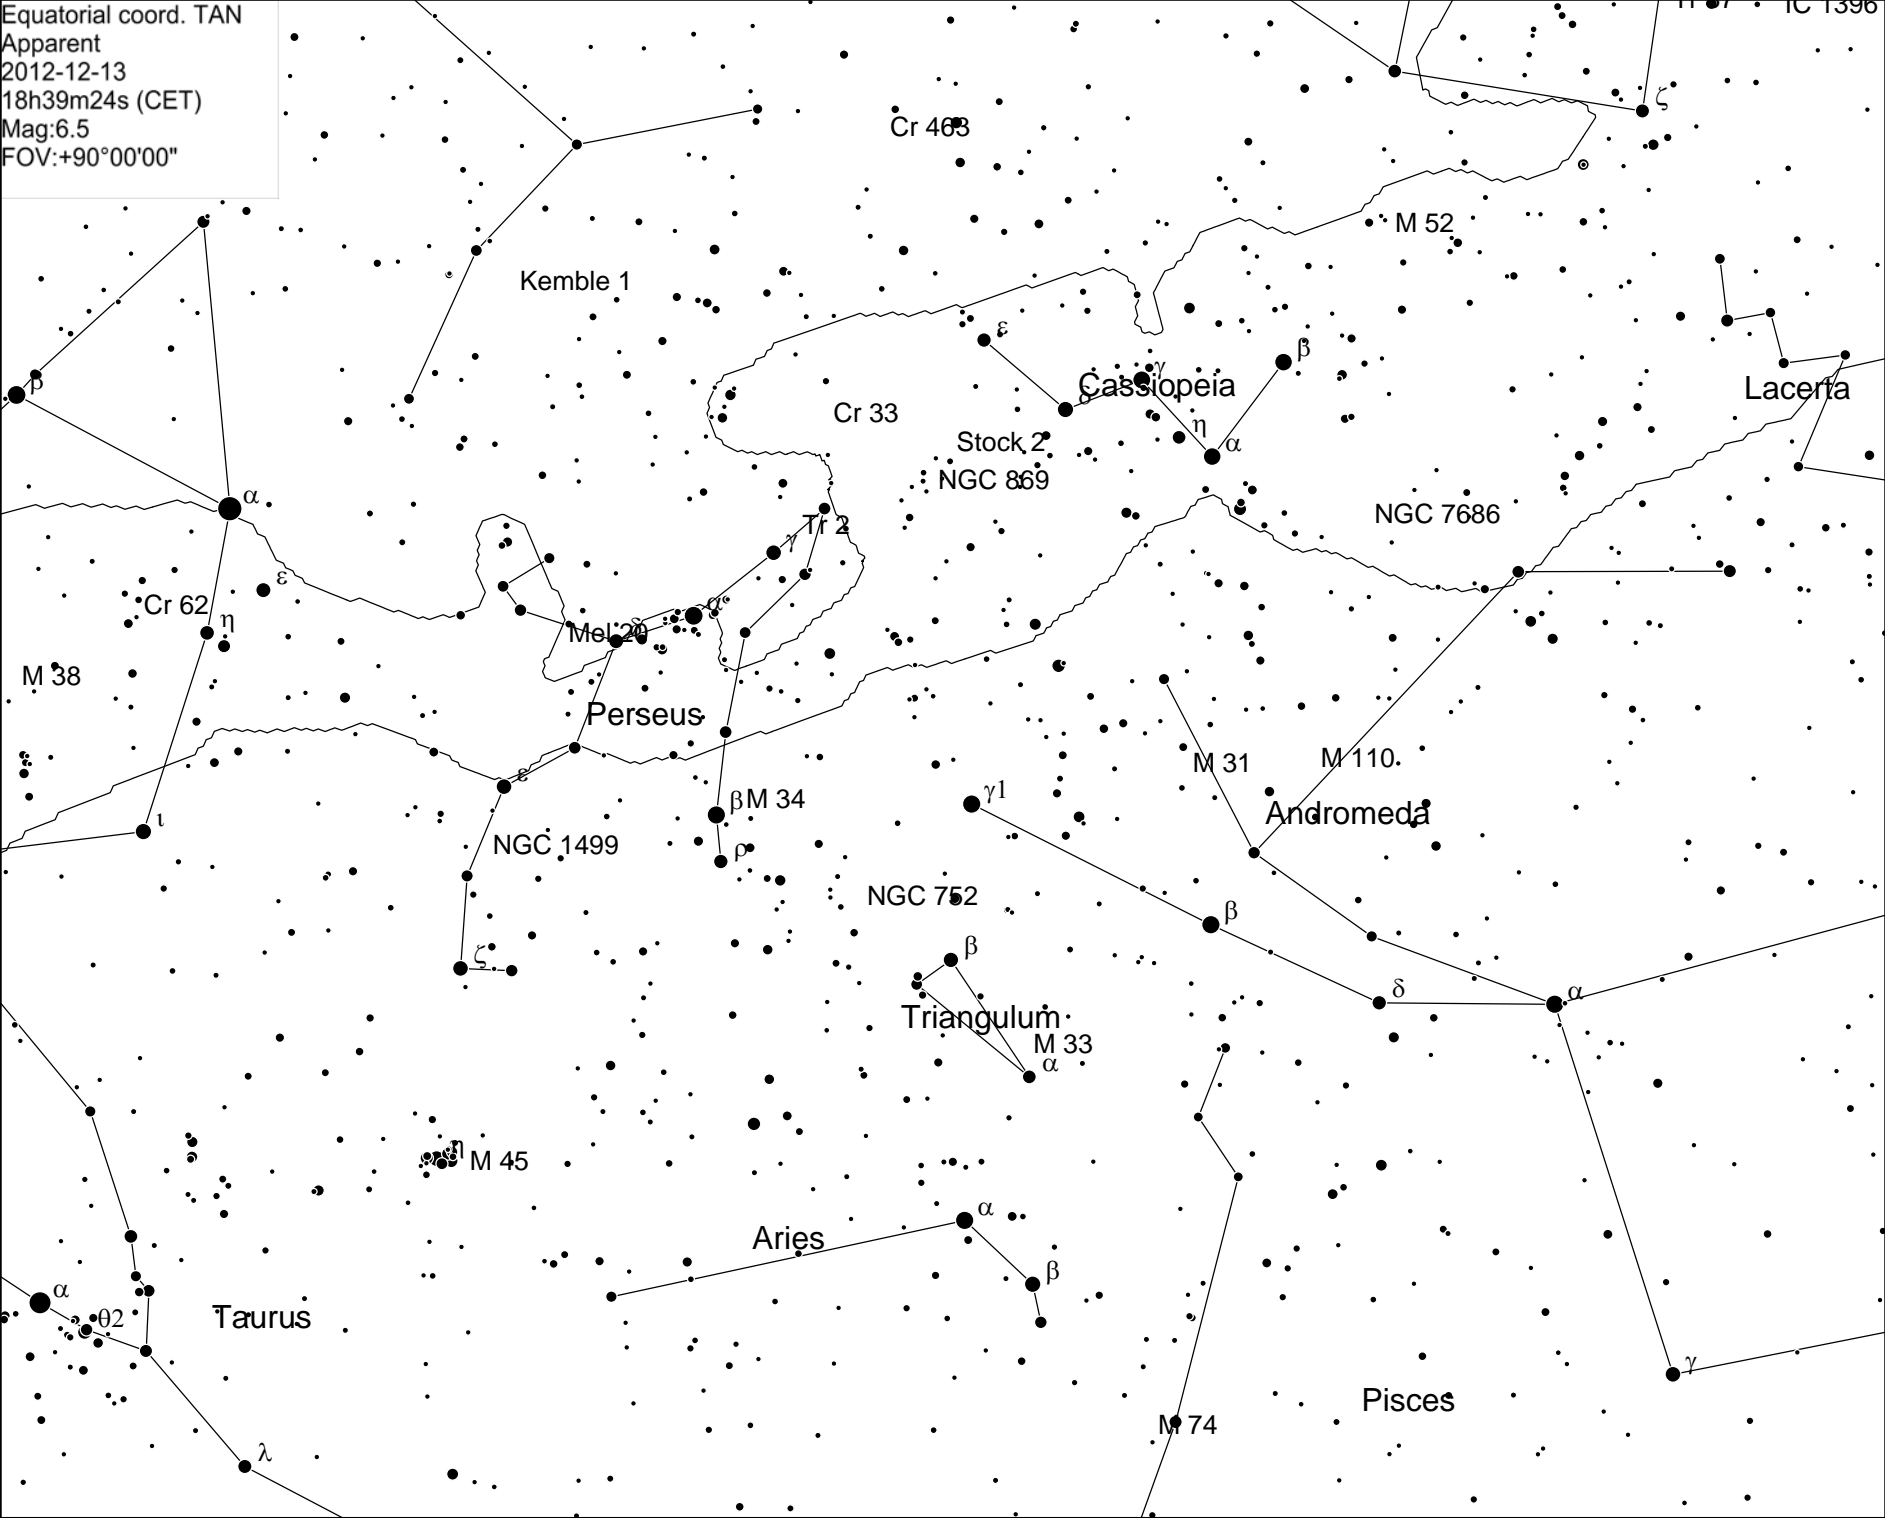 Equatorial coord. TAN
Apparent
2012-12-13
18h39m24s (CET)
Mag:6.5
FOV:+90°00'00"
IC 1396
ζ
Cr 463
M 52
Kemble 1
ε
γ
β
β
Cassiopeia
δ
Lacerta
Cr 33
Stock 2
η
α
NGC 869
α
NGC 7686
Tr 2
γ
ε
Cr 62
η
α
δ
Mel 20
M 38
Perseus
M 31
M 110
ε
γ1
β
M 34
Andromeda
ι
NGC 1499
ρ
NGC 752
β
ζ
β
δ
α
Triangulum
M 33
α
η
M 45
α
Aries
β
α
θ2
Taurus
γ
Pisces
M 74
λ